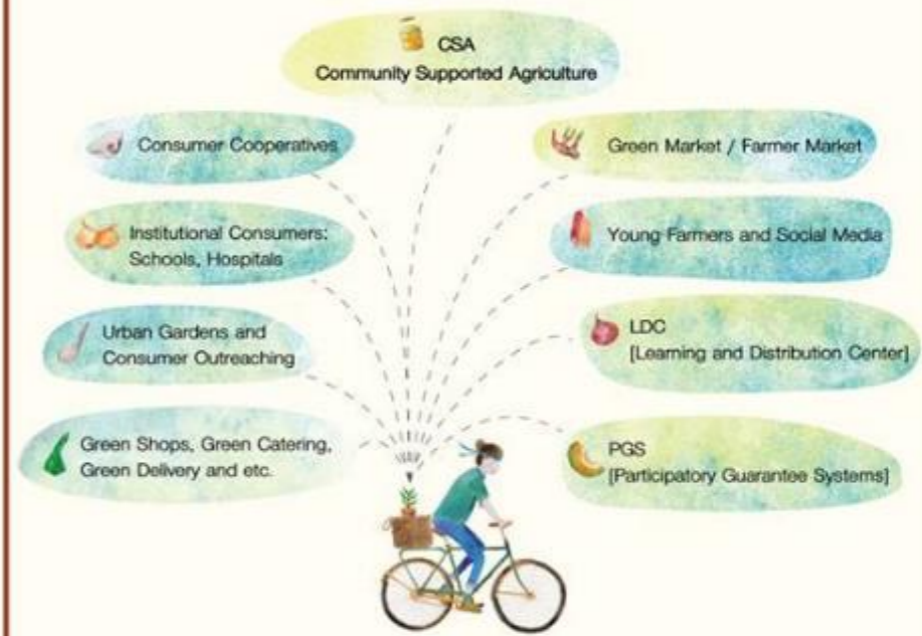 CSA
Community Supported Agriculture
Consumer Cooperatives
Green Market / Farmer Market
Institutional Consumers:
Schools, Hospitals
Young Farmers and Social Media
Urban Gardens and
Consumer Outreaching
LDC
[Learning and Distribution Center]
Green Shops, Green Catering,
Green Delivery and etc.
PGS
[Participatory Guarantee Systems]